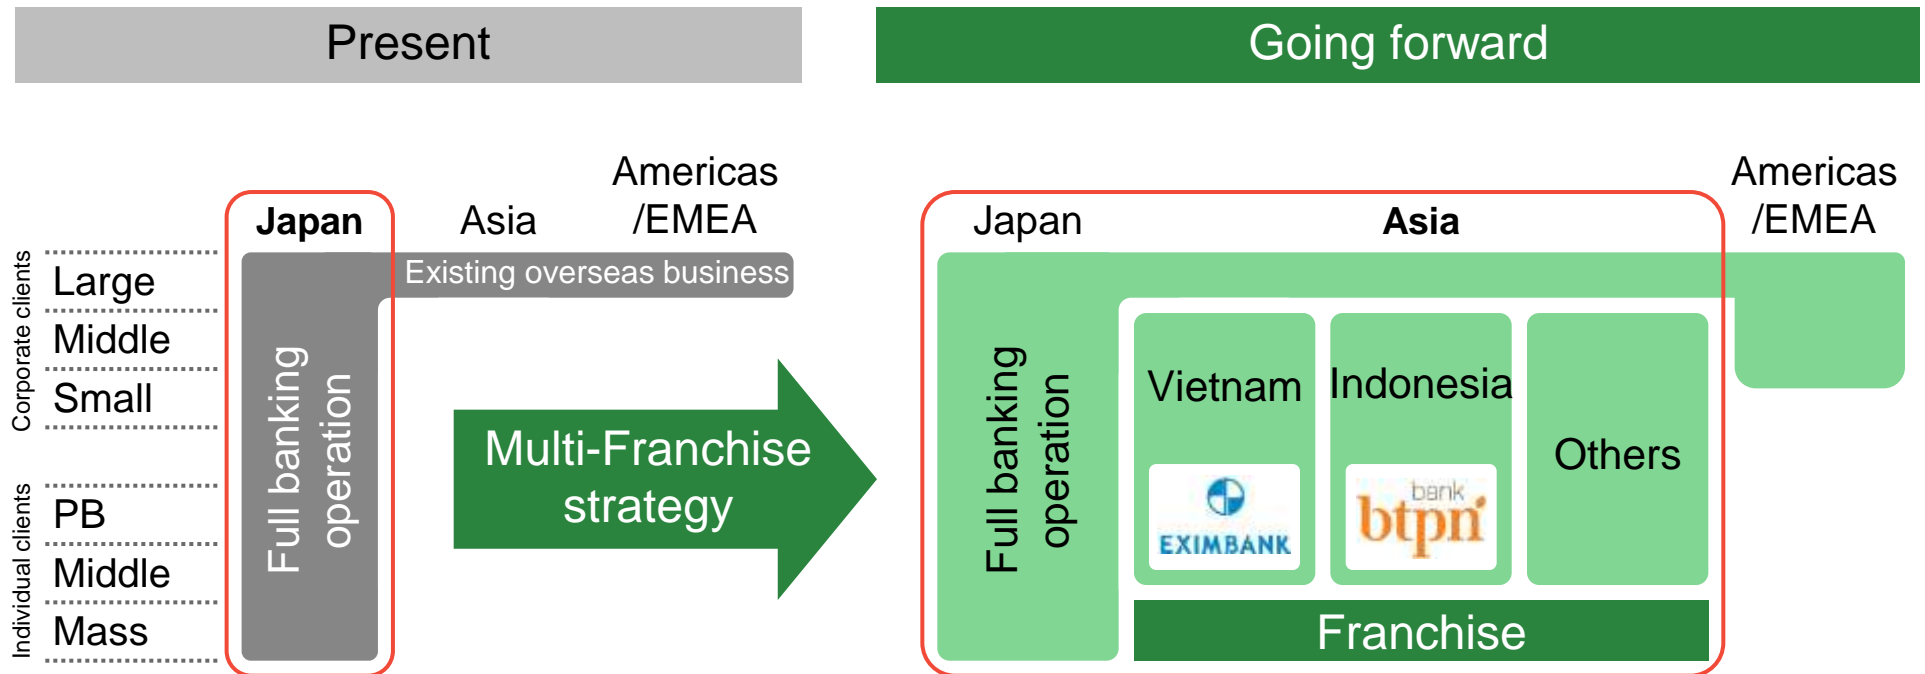 Present
Going forward
Americas
/EMEA
Japan
Asia
Existing overseas business
Corporate clients
Large
Middle
Small
Individual clients
PB
Middle
Mass
Full banking
operation
Multi-Franchise
strategy
Japan
Asia
Americas
/EMEA
Full banking
operation
Vietnam
EXIMBANK
Indonesia
bank
btpn
Others
Franchise